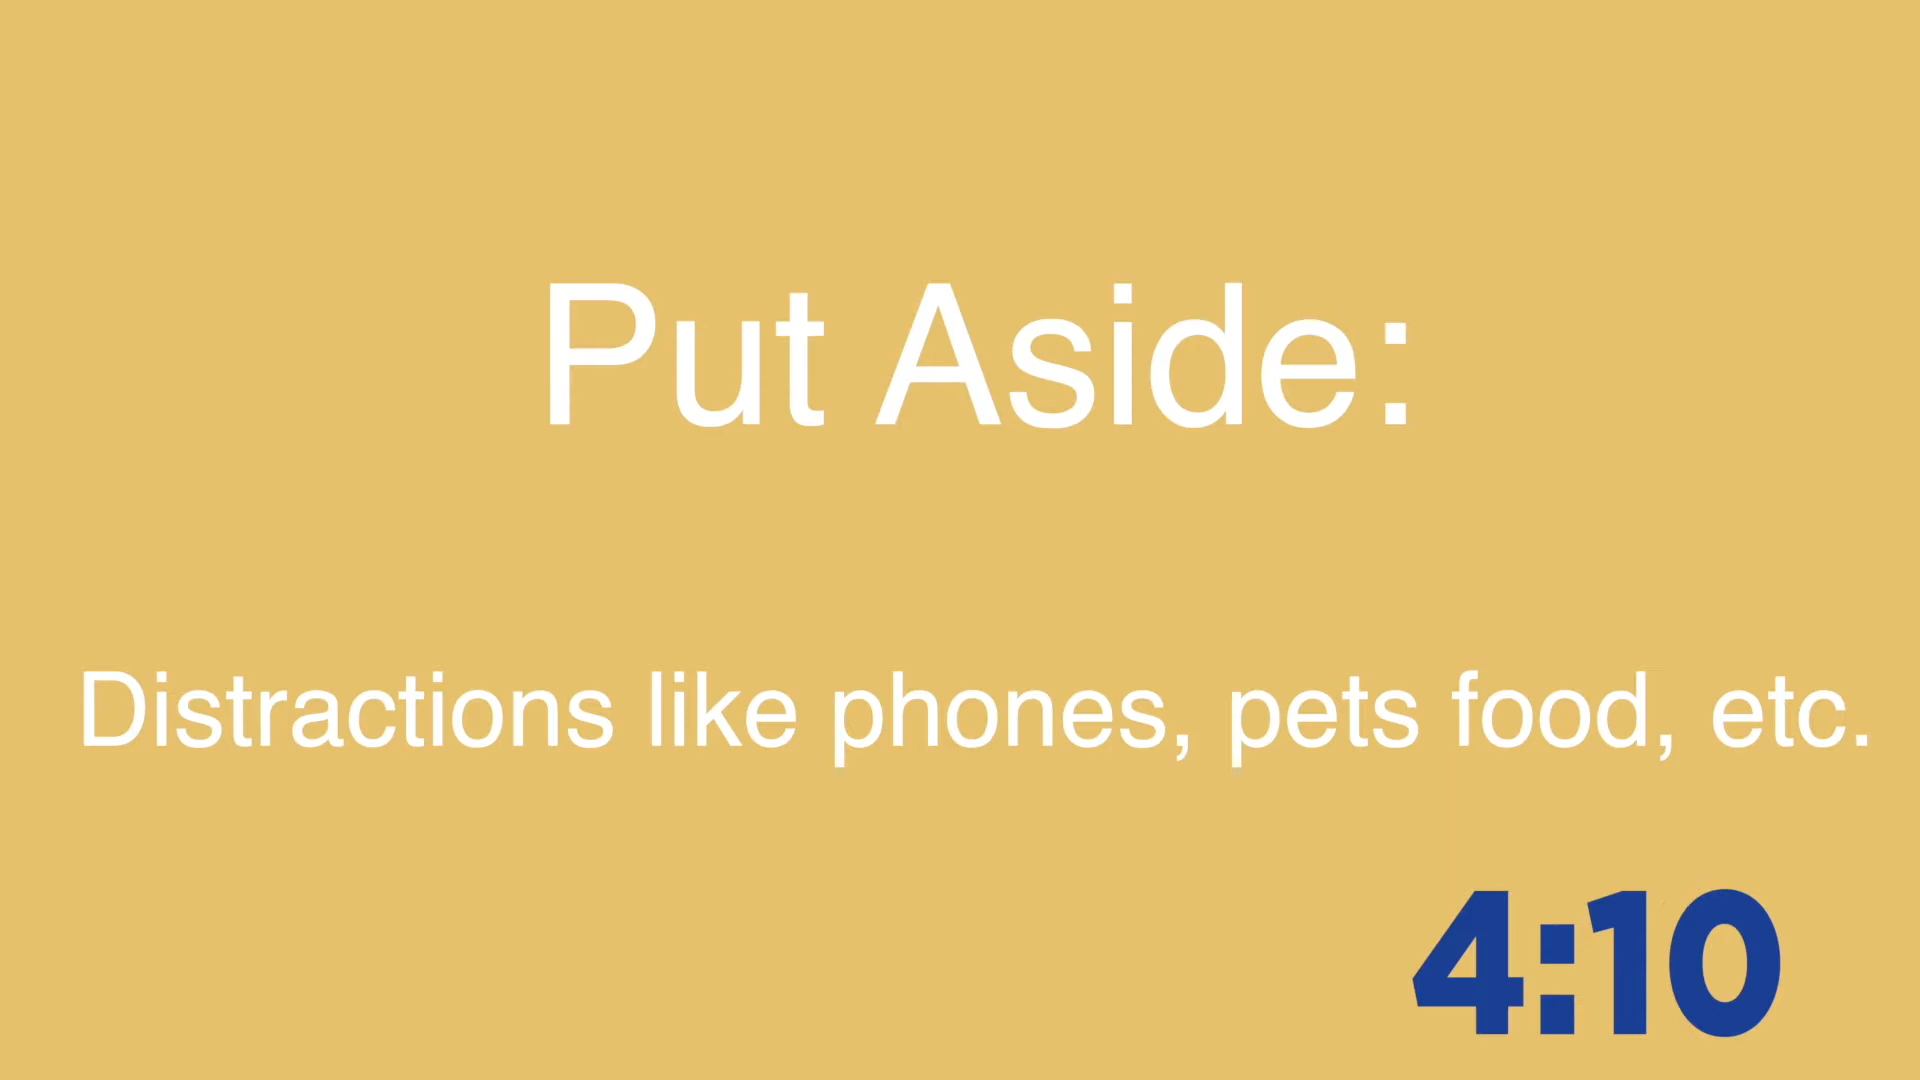 Put Aside:
Distractions like phones, pets food, etc.
4:10